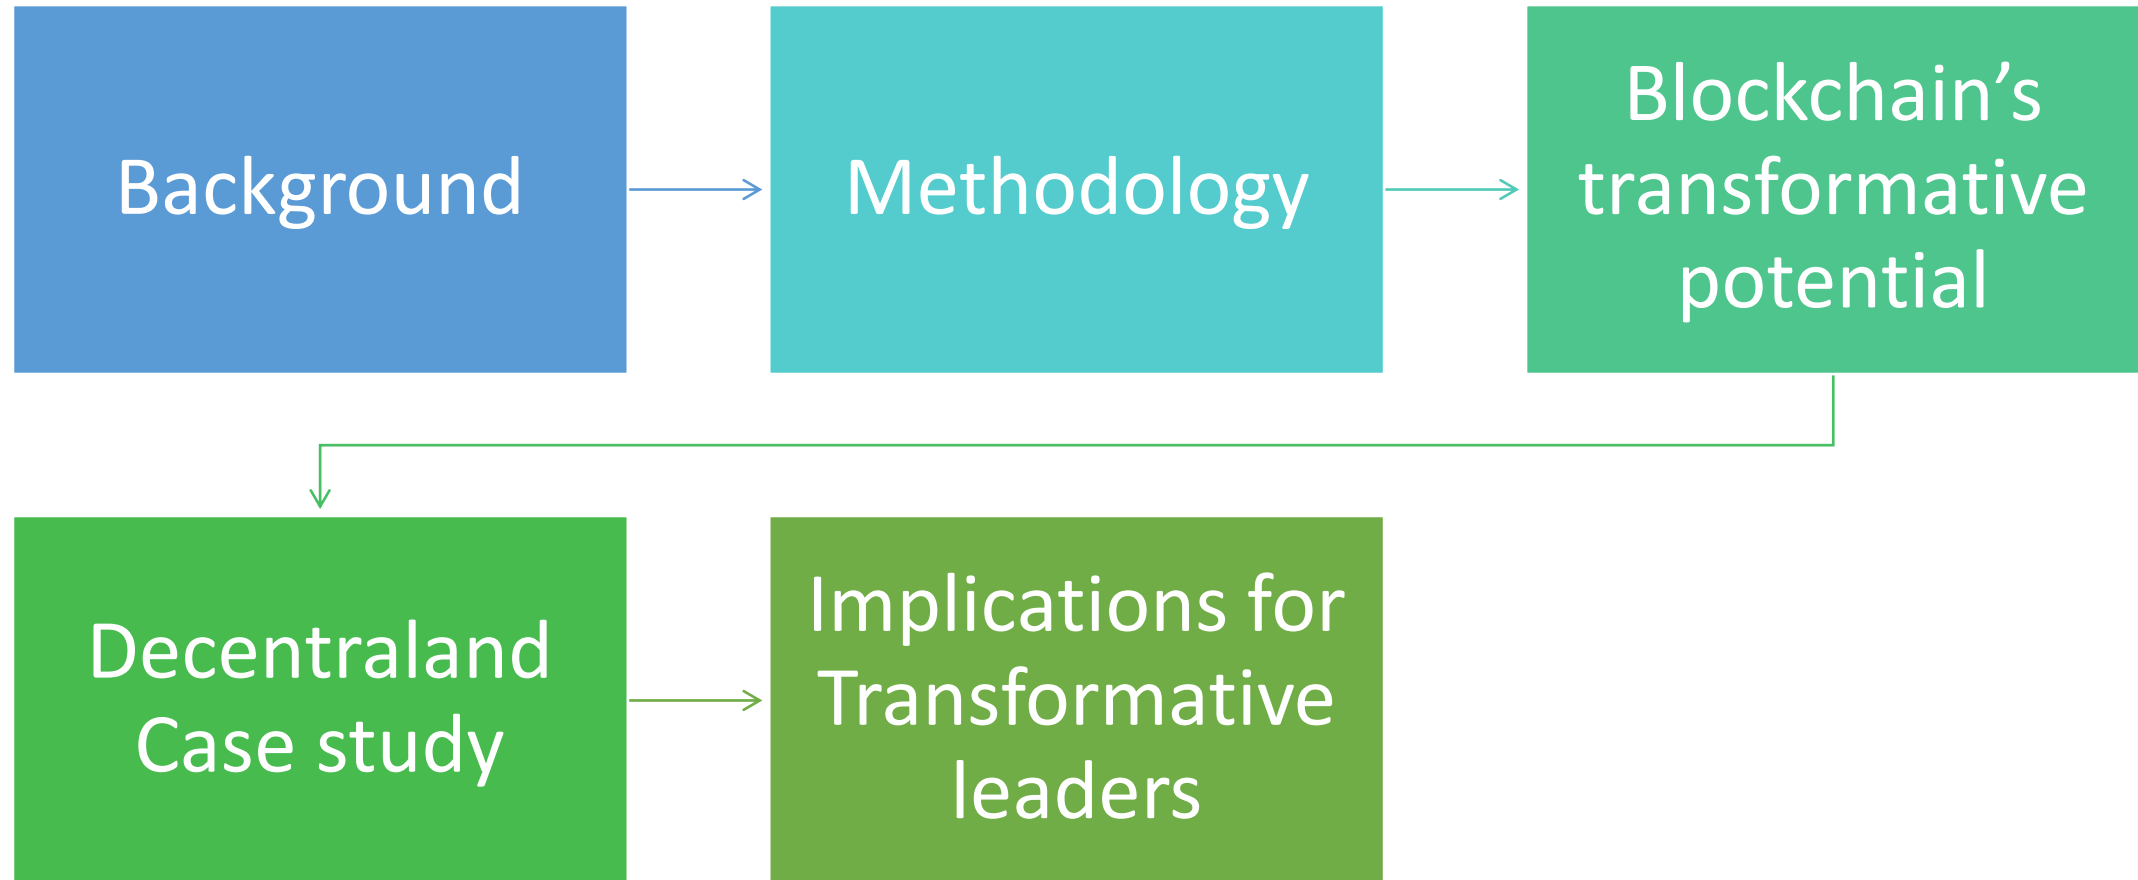 Background
Methodology
Blockchain’s
transformative
potential
Decentraland
Case study
Implications for
Transformative
leaders